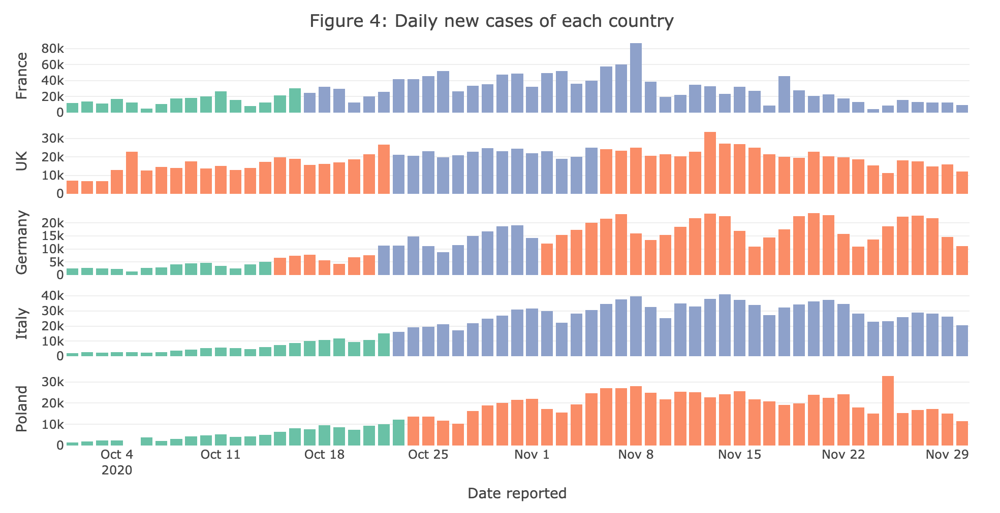 Figure 4: Daily new cases of each country
France
80k
60k
40k
20k
0
UK
30k
20k
10k
0
Germany
20k
15k
10k
5k
0
Italy
40k
30k
20k
10k
0
Poland
30k
20k
10k
0
Oct 4 Oct 11 Oct 18 Oct 25 Nov 1 Nov 8 Nov 15 Nov 22 Nov 29
2020
Date reported